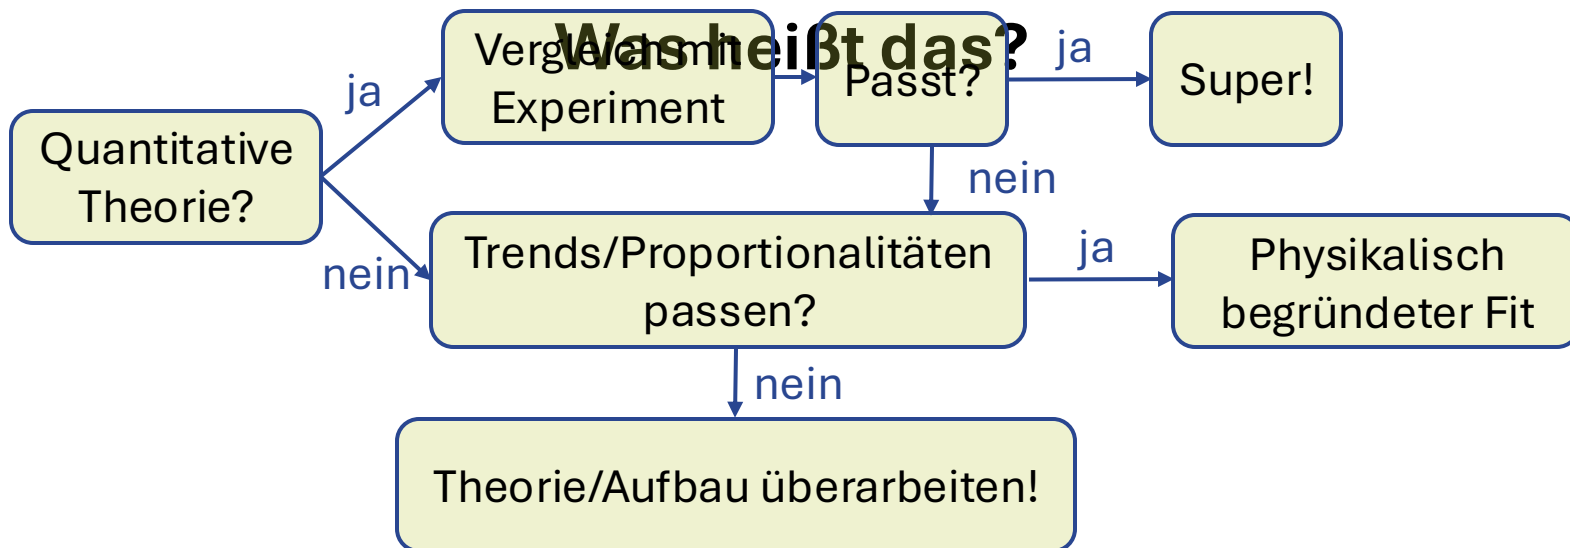 Was heißt das?
Vergleich mit
Experiment
Passt?
ja
Super!
ja
Quantitative
Theorie?
nein
nein
Trends/Proportionalitäten
passen?
ja
Physikalisch
begründeter Fit
nein
Theorie/Aufbau überarbeiten!